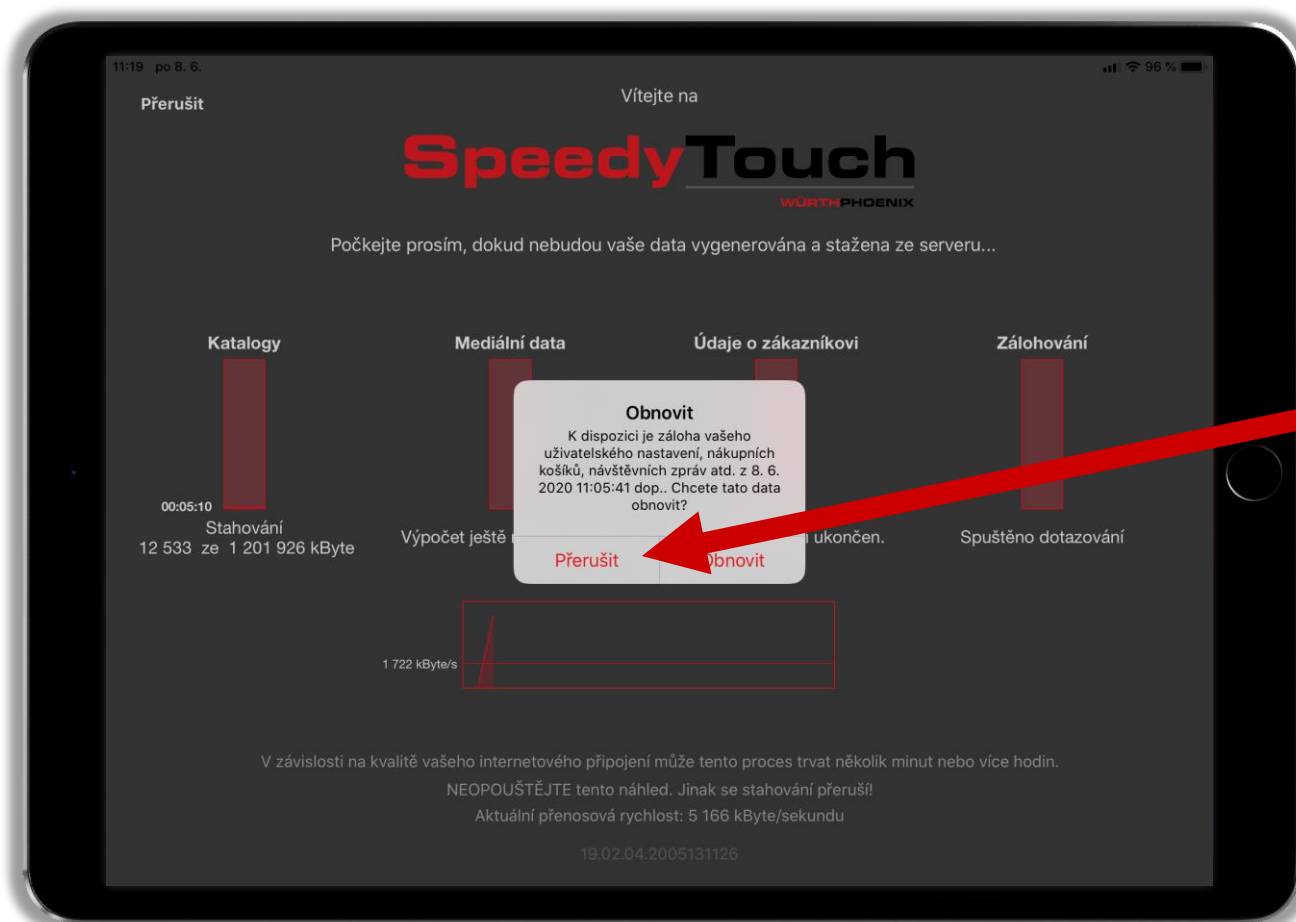 11:19 po 8. 6.
96 %
Přerušit
Vítejte na
SpeedyTouch
WÜRTHPHOENIX
Počkejte prosím, dokud nebudou vaše data vygenerována a stažena ze serveru...
Katalogy
Mediální data
Údaje o zákazníkovi
Zálohování
Obnovit
K dispozici je záloha vašeho
uživatelského nastavení, nákupních
košíků, návštěvních zpráv atd. z 8. 6.
2020 11:05:41 dop.. Chcete tato data
obnovit?
Přerušit
Obnovit
00:05:10
Stahování
12 533 ze 1 201 926 kByte
Výpočet ještě
ukončen.
Spuštěno dotazování
1 722 kByte/s
V závislosti na kvalitě vašeho internetového připojení může tento proces trvat několik minut nebo více hodin.
NEOPOUŠTĚJTE tento náhled. Jinak se stahování přeruší!
Aktuální přenosová rychlost: 5 166 kByte/sekundu
19.02.04.2005131126